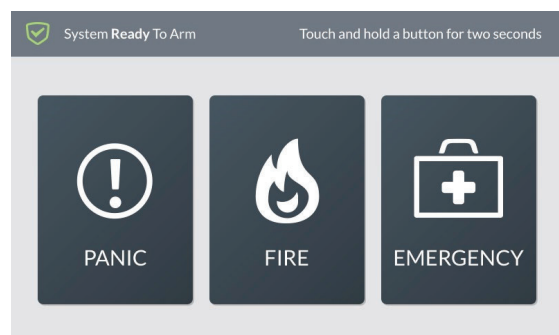 System Ready To Arm
Touch and hold a button for two seconds
PANIC
FIRE
EMERGENCY